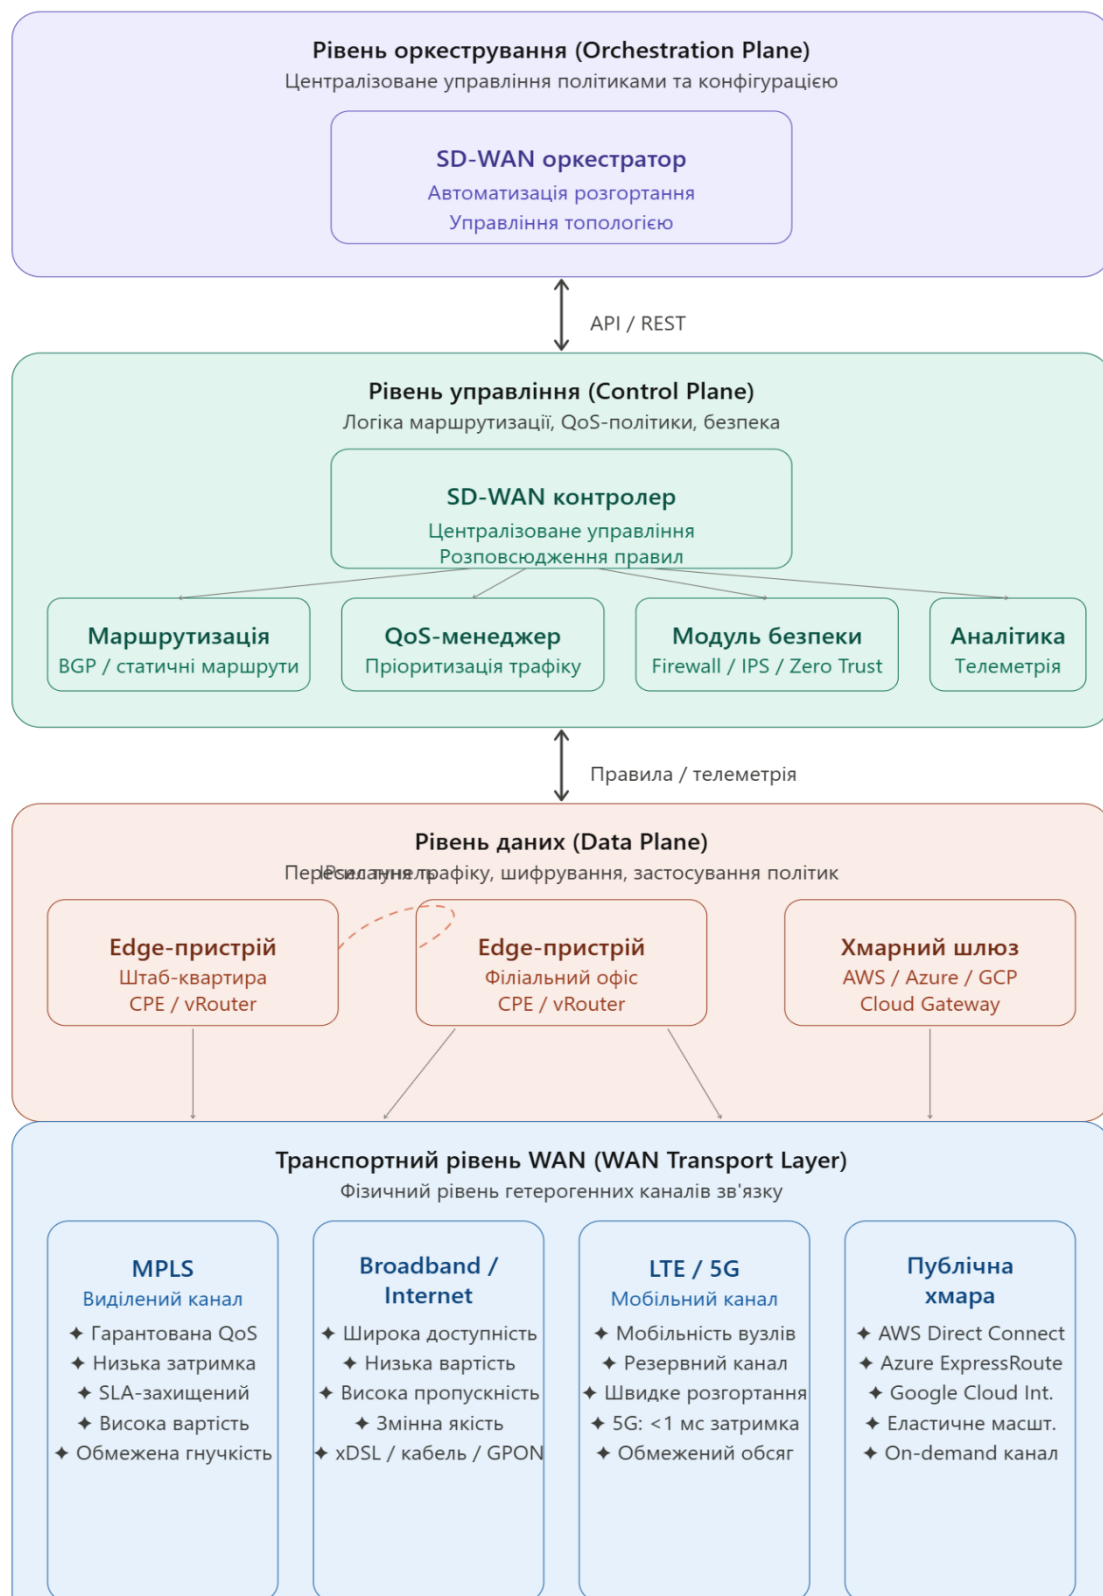 Рівень оркестрування (Orchestration Plane)
Централізоване управління політиками та конфігурацією
SD-WAN оркестратор
Автоматизація розгортання
Управління топологією
API / REST
Рівень управління (Control Plane)
Логіка маршрутизації, QoS-політики, безпека
SD-WAN контролер
Централізоване управління
Розповсюдження правил
Маршрутизація
BGP / статичні маршрути
QoS-менеджер
Пріоритизація трафіку
Модуль безпеки
Firewall / IPS / Zero Trust
Аналітика
Телеметрія
Правила / телеметрія
Рівень даних (Data Plane)
Пересилання трафіку, шифрування, застосування політик
IPsec тунель
Edge-пристрій
Штаб-квартира
CPE / vRouter
Edge-пристрій
Філіальний офіс
CPE / vRouter
Хмарний шлюз
AWS / Azure / GCP
Cloud Gateway
Транспортний рівень WAN (WAN Transport Layer)
Фізичний рівень гетерогенних каналів зв'язку
MPLS
Виділений канал
✦ Гарантована QoS
✦ Низька затримка
✦ SLA-захищений
✦ Висока вартість
✦ Обмежена гнучкість
Broadband /
Internet
✦ Широка доступність
✦ Низька вартість
✦ Висока пропускність
✦ Змінна якість
✦ xDSL / кабель / GPON
LTE / 5G
Мобільний канал
✦ Мобільність вузлів
✦ Резервний канал
✦ Швидке розгортання
✦ 5G: <1 мс затримка
✦ Обмежений обсяг
Публічна
хмара
✦ AWS Direct Connect
✦ Azure ExpressRoute
✦ Google Cloud Int.
✦ Еластичне масшт.
✦ On-demand канал